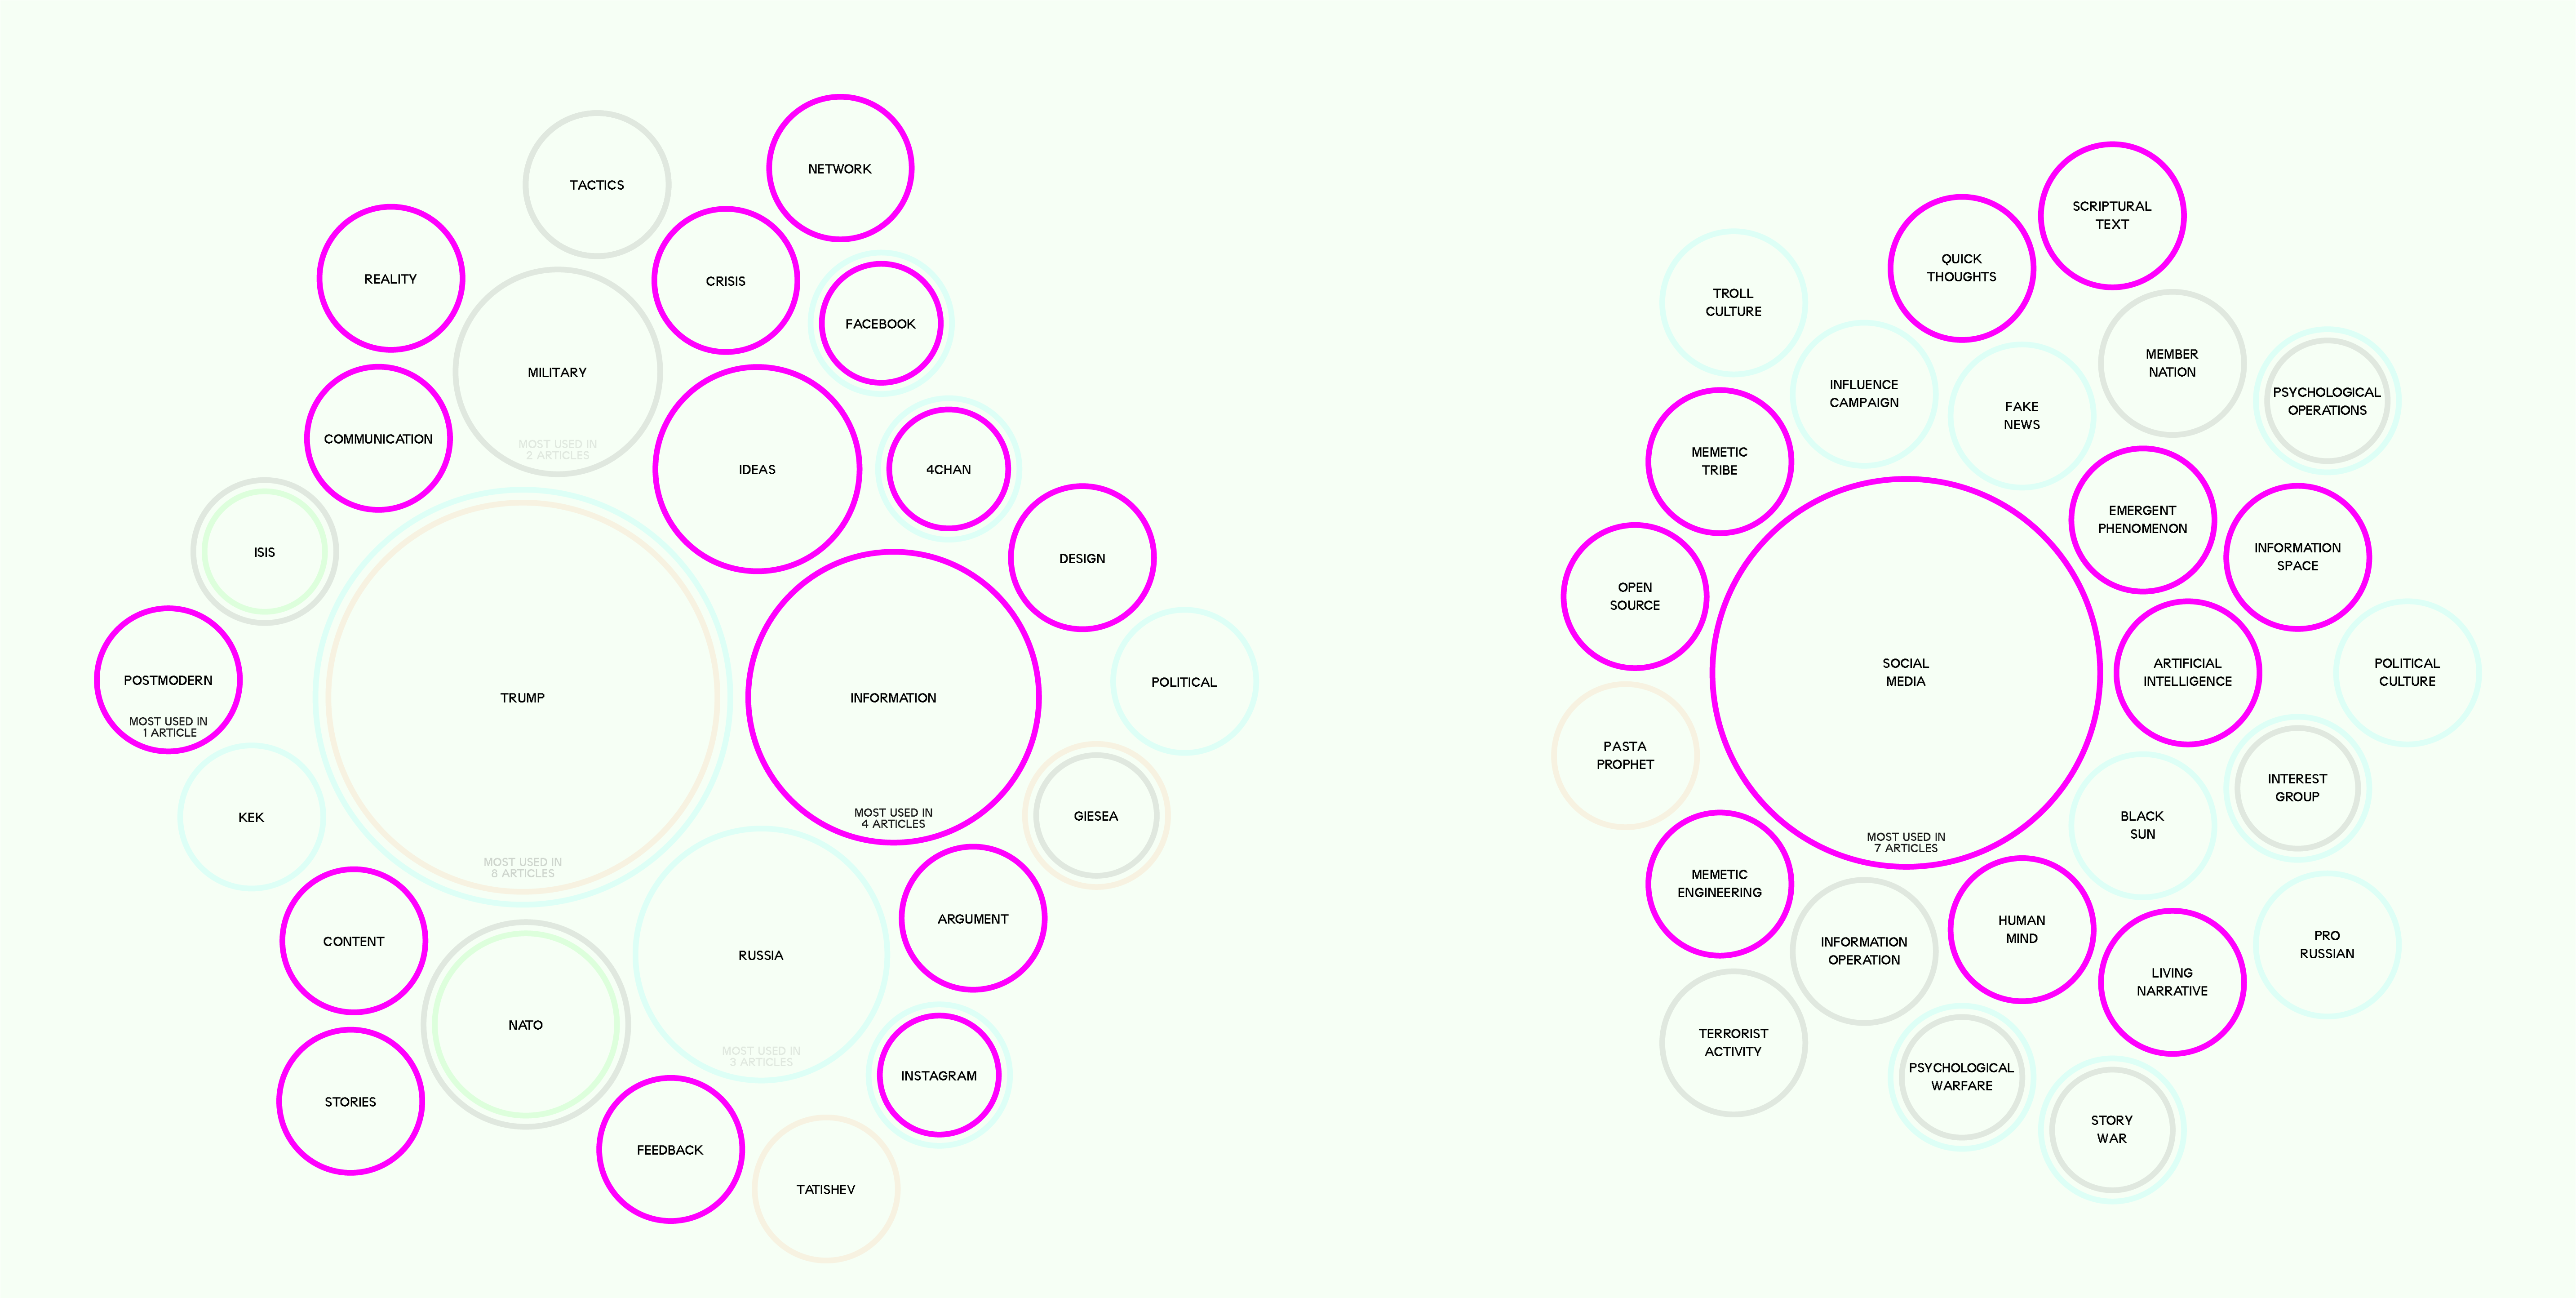 NETWORK
TACTICS
REALITY
CRISIS
FACEBOOK
MILITARY
MOST USED IN
2 ARTICLES
COMMUNICATION
IDEAS
4CHAN
ISIS
DESIGN
POSTMODERN
MOST USED IN
1 ARTICLE
TRUMP
MOST USED IN
8 ARTICLES
INFORMATION
MOST USED IN
4 ARTICLES
POLITICAL
KEK
GIESEA
CONTENT
RUSSIA
MOST USED IN
3 ARTICLES
ARGUMENT
NATO
STORIES
INSTAGRAM
FEEDBACK
TATISHEV
SCRIPTURAL
TEXT
QUICK
THOUGHTS
TROLL
CULTURE
MEMBER
NATION
INFLUENCE
CAMPAIGN
PSYCHOLOGICAL
OPERATIONS
FAKE
NEWS
MEMETIC
TRIBE
EMERGENT
PHENOMENON
INFORMATION
SPACE
OPEN
SOURCE
SOCIAL
MEDIA
MOST USED IN
7 ARTICLES
ARTIFICIAL
INTELLIGENCE
POLITICAL
CULTURE
PASTA
PROPHET
INTEREST
GROUP
BLACK
SUN
MEMETIC
ENGINEERING
HUMAN
MIND
INFORMATION
OPERATION
PRO
RUSSIAN
LIVING
NARRATIVE
TERRORIST
ACTIVITY
PSYCHOLOGICAL
WARFARE
STORY
WAR